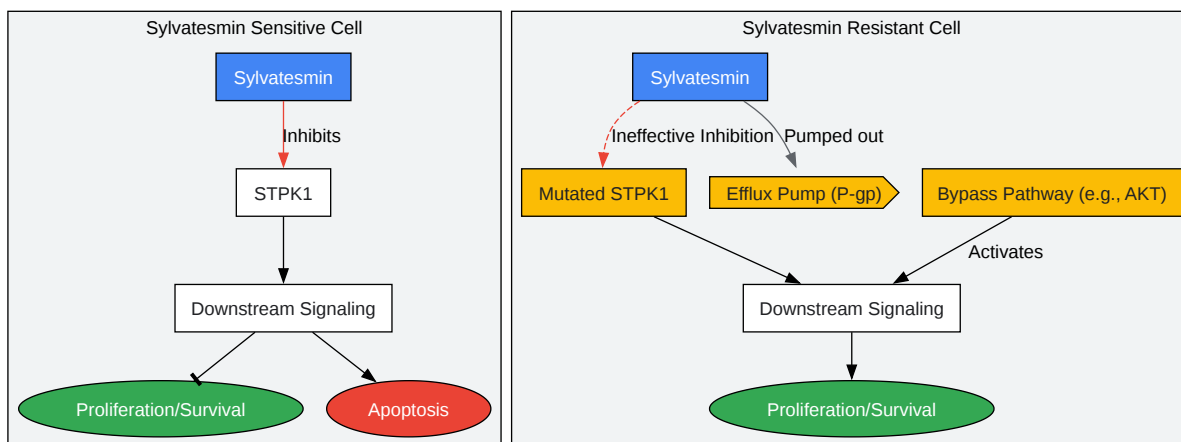 Sylvatesmin Sensitive Cell
Sylvatesmin
Inhibits
STPK1
Downstream Signaling
Proliferation/Survival
Apoptosis
Sylvatesmin Resistant Cell
Sylvatesmin
Ineffective Inhibition
Pumped out
Mutated STPK1
Efflux Pump (P-gp)
Bypass Pathway (e.g., AKT)
Activates
Downstream Signaling
Proliferation/Survival